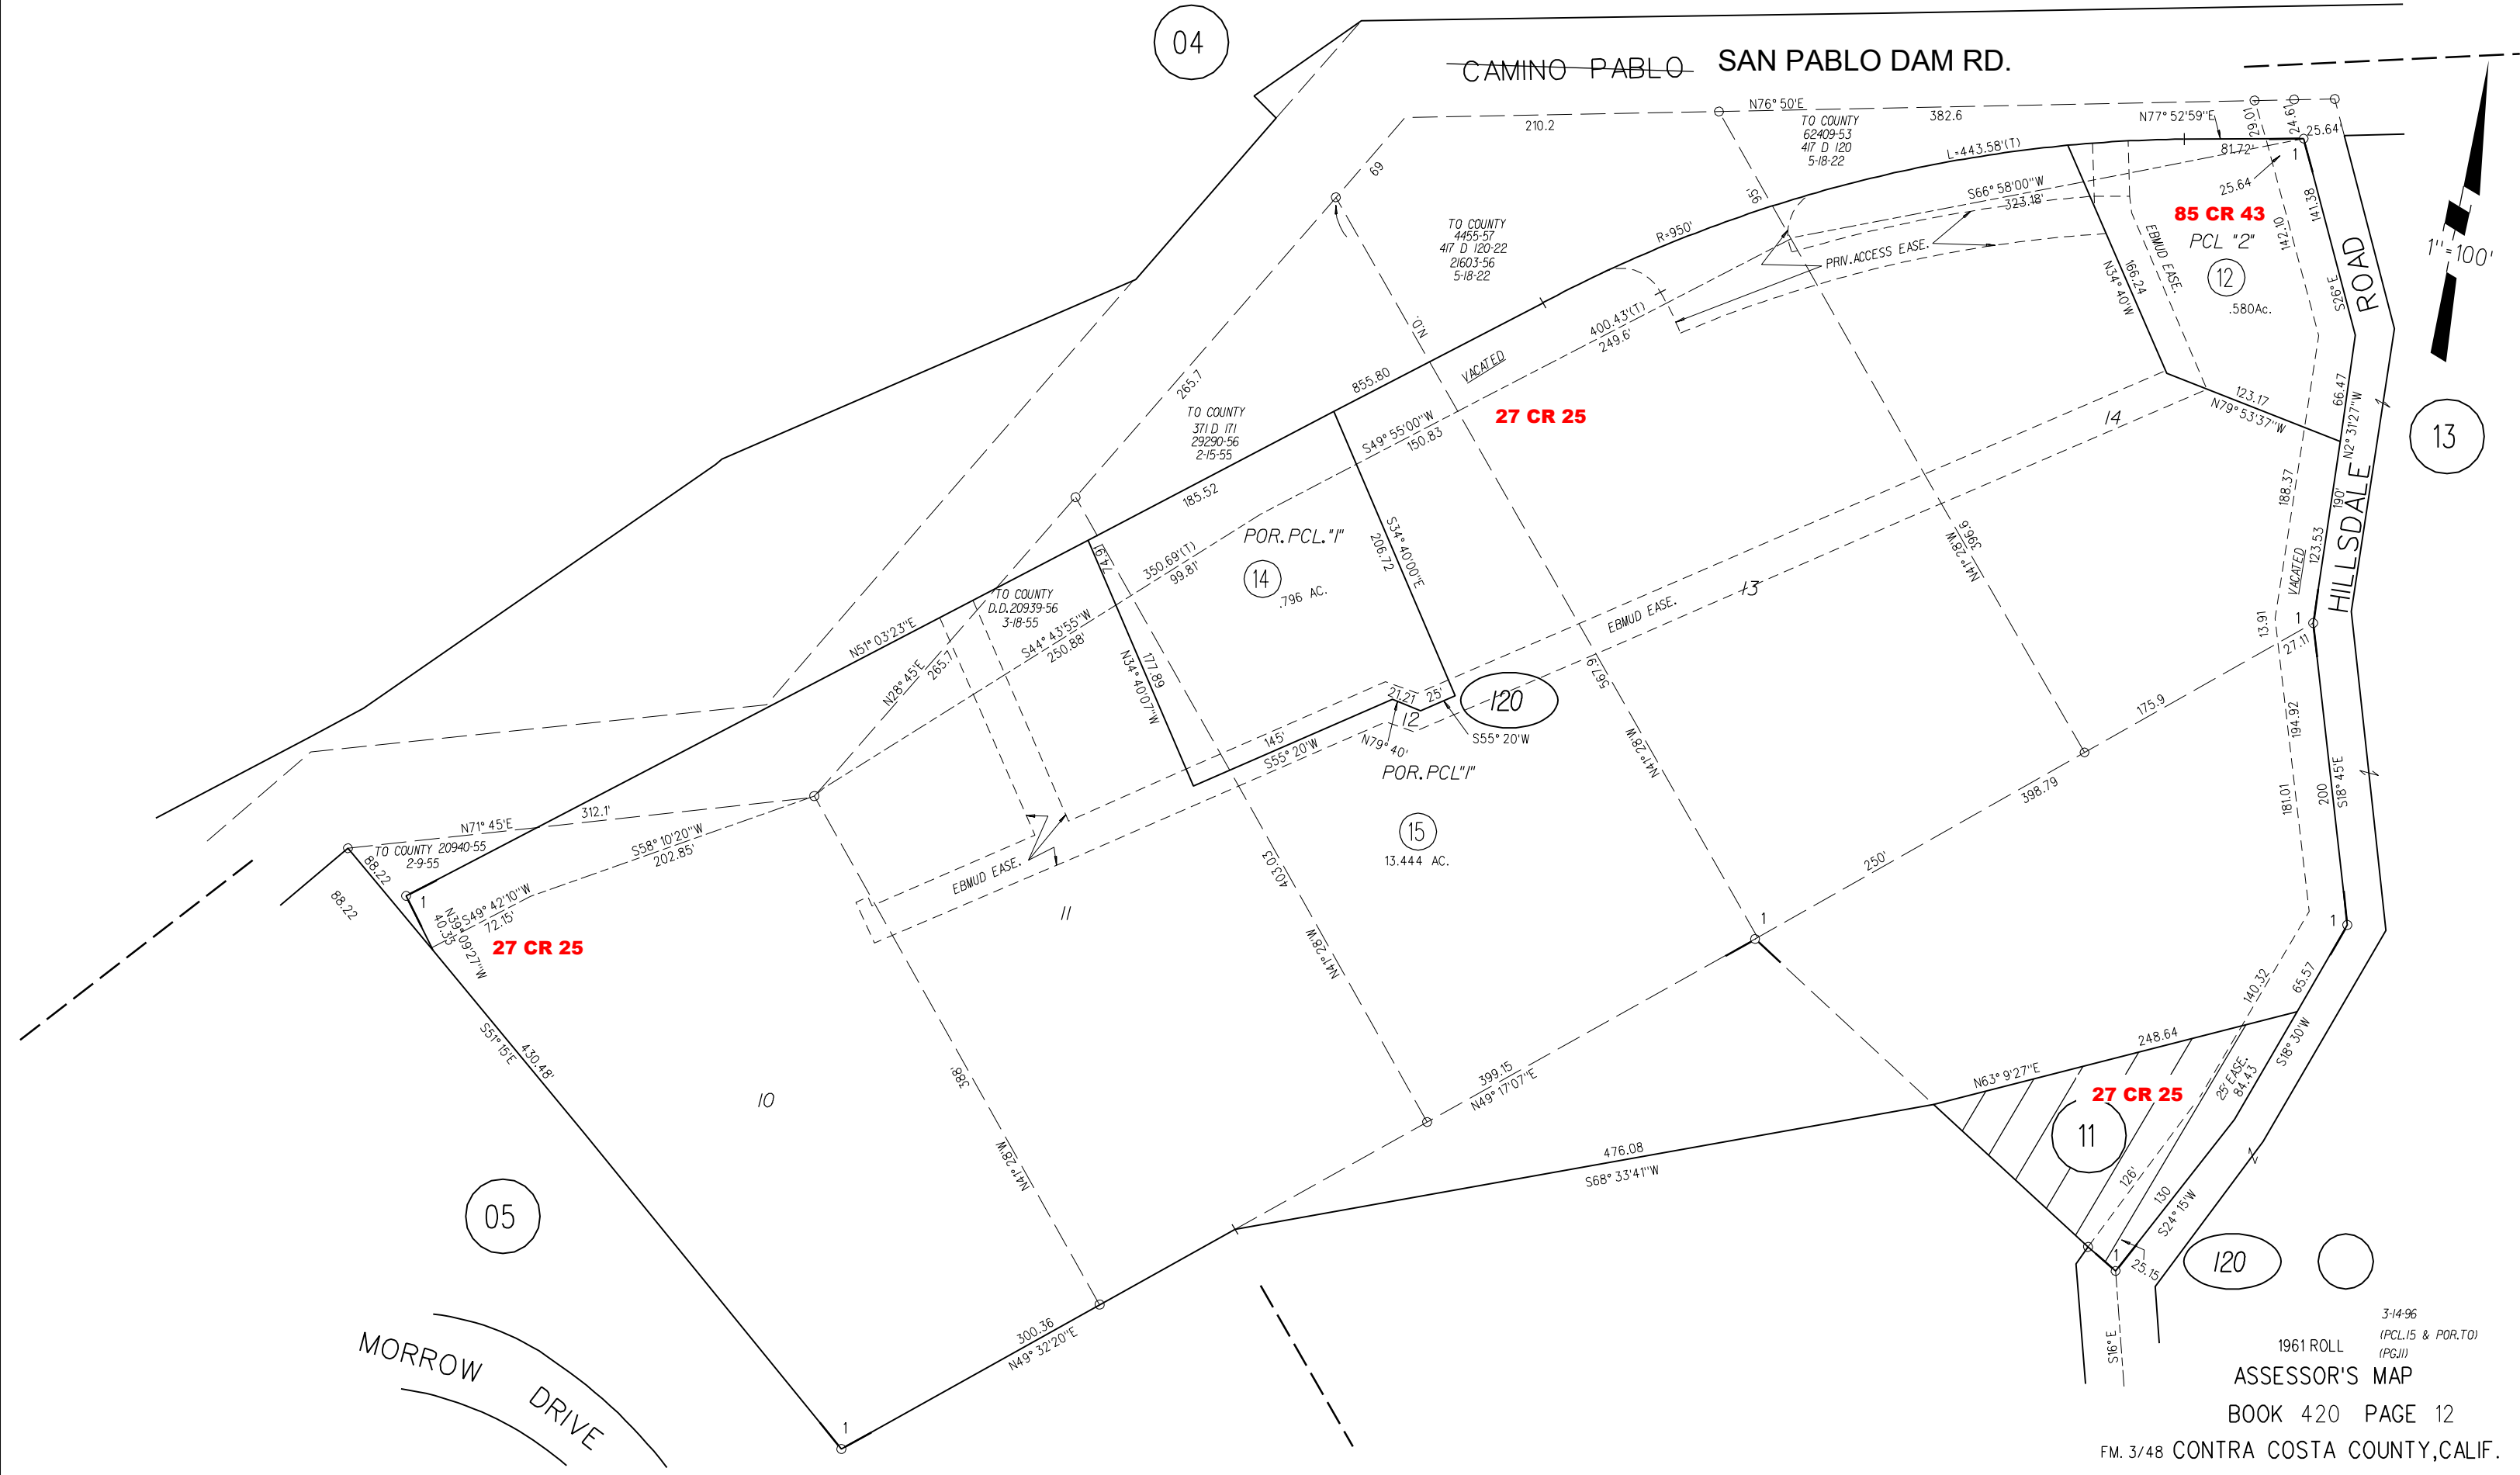 04
CAMINO PABLO
SAN PABLO DAM RD.
N76° 50'E
210.2
382.6
TO COUNTY
62409-53
417 D 120
5-18-22
N77° 52'59"E
29.01
24.61
25.64'
81.72'
1
25.64
L=443.58'(T)
69
95.
S66° 58'00"W
323.18'
141.38
142.10
85 CR 43
PCL "2"
12
.580Ac.
S26° E
ROAD
1"=100'
TO COUNTY
4455-57
417 D 120-22
21603-56
5-18-22
R=950'
PRIV.ACCESS EASE.
EBMUD EASE.
166.24
N34° 40'W
N.D.
400.43'(T)
249.6'
VACATED
855.80
265.7
TO COUNTY
371 D 171
29290-56
2-15-55
27 CR 25
S49° 55'00"W
150.83
123.17
N79° 53'37"W
14
66.47
N2° 31'27"W
13
185.52
188.37
190'
HILLSDALE
POR.PCL."1"
14
.796 AC.
S34° 40'00"E
206.72
74.91
350.69'(T)
99.81'
396.6
N41° 28'W
123.53
VACATED
TO COUNTY
D.D.20939-56
3-18-55
13
EBMUD EASE.
N51° 03'23"E
S44° 43'55"W
250.88'
N28° 45'E
265.7'
177.89
N34° 40'07"W
13.91
1
27.11
567.9
N41° 28'W
120
21.21
25'
12
145'
S55° 20'W
N79° 40'
S55° 20'W
POR.PCL"1"
175.9
194.92
398.79
181.01
200
S18° 45'E
15
13.444 AC.
N71° 45'E
312.1'
TO COUNTY 20940-55
2-9-55
S58° 10'20"W
202.85'
88.22
88.22
1
S49° 42'10"W
72.15'
40.33
N39° 09'27"W
27 CR 25
EBMUD EASE.
403.03
N41° 28'W
11
250'
1
1
140.32
65.57
S51° 15'E
430.48'
388'
N41° 28'W
10
399.15
N49° 17'07"E
248.64
N63° 9'27"E
S18° 30'W
25' EASE.
84.43
27 CR 25
11
476.08
S68° 33'41"W
126'
130
S24° 15'W
05
1
25.15
120
S16° E
300.36
N49° 32'20"E
1
MORROW DRIVE
3-14-96
(PCL.15 & POR.TO)
(PG.11)
1961 ROLL
ASSESSOR'S MAP
BOOK 420 PAGE 12
FM. 3/48 CONTRA COSTA COUNTY,CALIF.